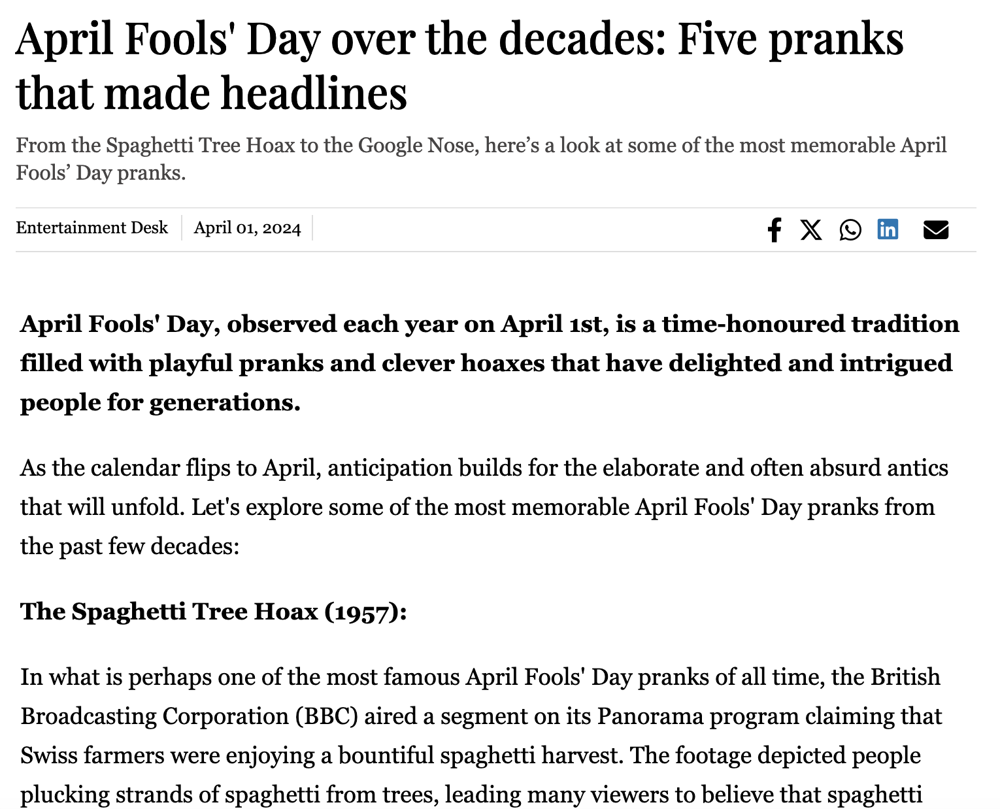 April Fools' Day over the decades: Five pranks
that made headlines
From the Spaghetti Tree Hoax to the Google Nose, here’s a look at some of the most memorable April
Fools’ Day pranks.
Entertainment Desk
April 01, 2024
in
April Fools' Day, observed each year on April 1st, is a time-honoured tradition
filled with playful pranks and clever hoaxes that have delighted and intrigued
people for generations.
As the calendar flips to April, anticipation builds for the elaborate and often absurd antics
that will unfold. Let's explore some of the most memorable April Fools' Day pranks from
the past few decades:
The Spaghetti Tree Hoax (1957):
In what is perhaps one of the most famous April Fools' Day pranks of all time, the British
Broadcasting Corporation (BBC) aired a segment on its Panorama program claiming that
Swiss farmers were enjoying a bountiful spaghetti harvest. The footage depicted people
plucking strands of spaghetti from trees, leading many viewers to believe that spaghetti